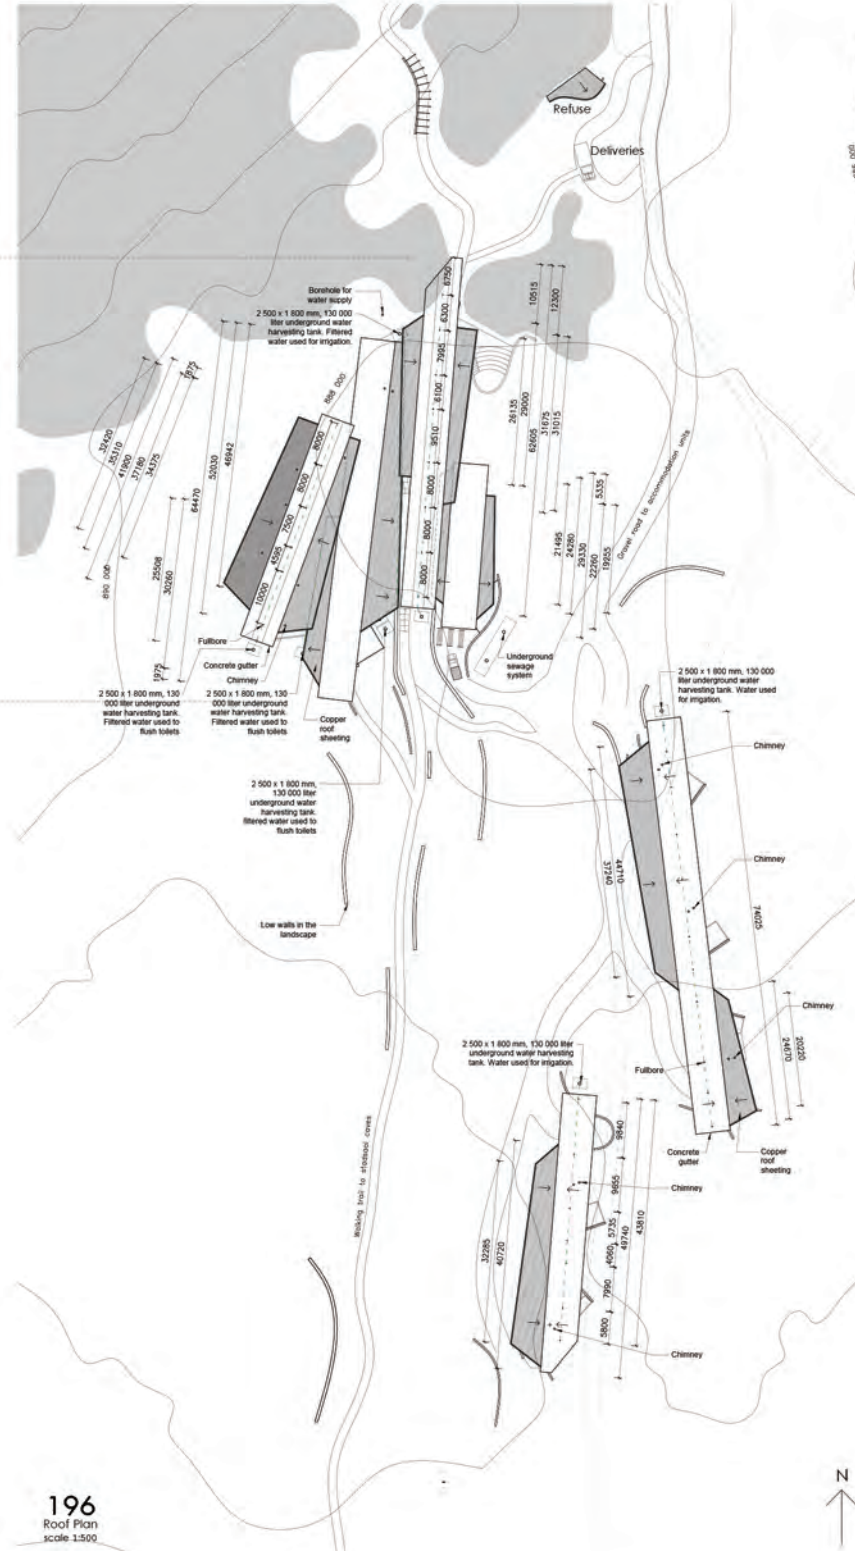 Refuse
Deliveries
Borehole for
water supply
2 500 x 1 800 mm, 130 000
liter underground water
harvesting tank. Filtered
water used for irrigation.
6750
6300
7995
6100
9510
8000
8000
8000
10515
12300
26135
29000
62605
31675
31015
888 000
8000
8000
7500
4595
10000
1875
32420
35310
41900
37180
34375
52030
46942
64470
25508
30260
1975
890 000
21495
24280
29330
22260
5335
19255
Gravel road to accommodation units
Fullbore
Concrete gutter
Chimney
2 500 x 1 800 mm, 130
000 liter underground
water harvesting tank.
Filtered water used to
flush toilets
2 500 x 1 800 mm, 130
000 liter underground
water harvesting tank.
Filtered water used to
flush toilets
Copper
roof
sheeting
Underground
sewage
system
2 500 x 1 800 mm, 130 000
liter underground water
harvesting tank. Water used
for irrigation.
Chimney
2 500 x 1 800 mm,
130 000 liter
underground water
harvesting tank.
filtered water used to
flush toilets
Chimney
37240
44710
74025
Low walls in the
landscape
Chimney
20220
24670
2 500 x 1 800 mm, 130 000 liter
underground water harvesting
tank. Water used for irrigation.
Fullbore
Concrete
gutter
Copper
roof
sheeting
Walking trail to stadsaal caves
Chimney
9840
9655
5735
4060
7990
5800
49740
43810
32285
40720
Chimney
196
Roof Plan
scale 1:500
N